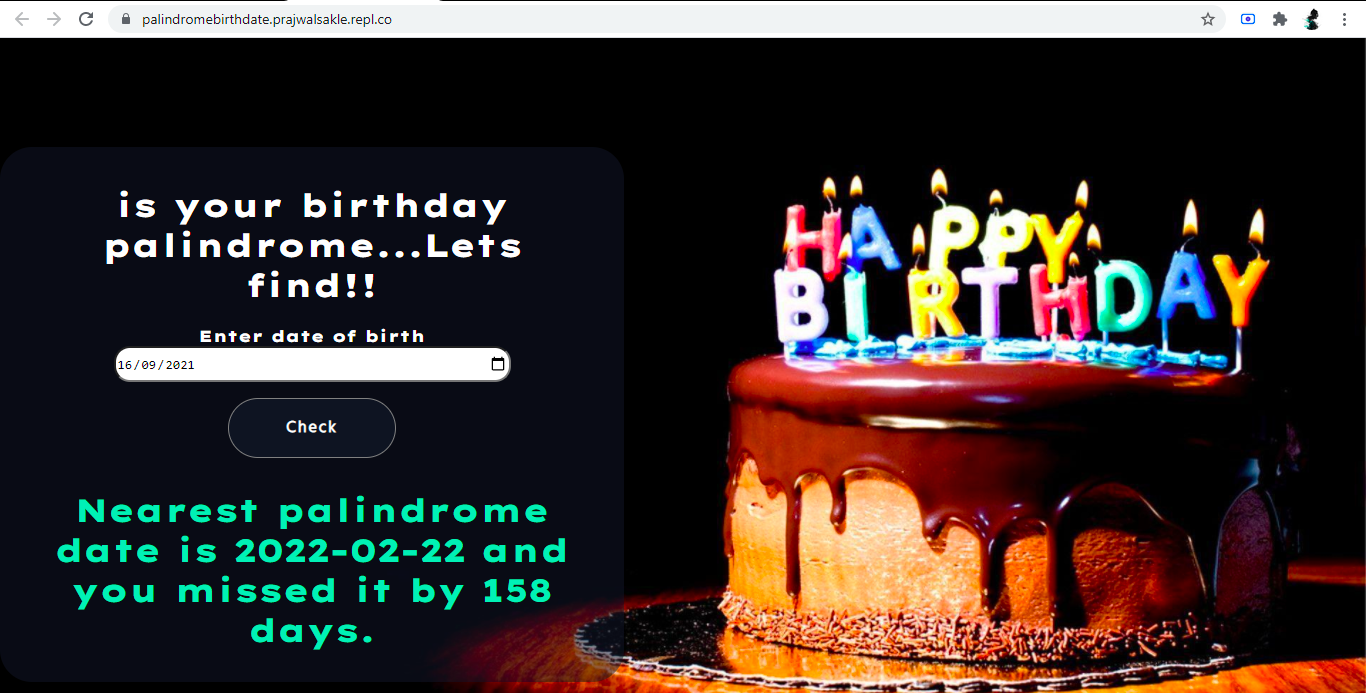 palindromebirthdate.prajwalsakle.repl.co
is your birthday
palindrome...Lets
find!!
Enter date of birth
16/09/2021
Check
Nearest palindrome
date is 2022-02-22 and
you missed it by 158
days.
HAPPY
BIRTHDAY